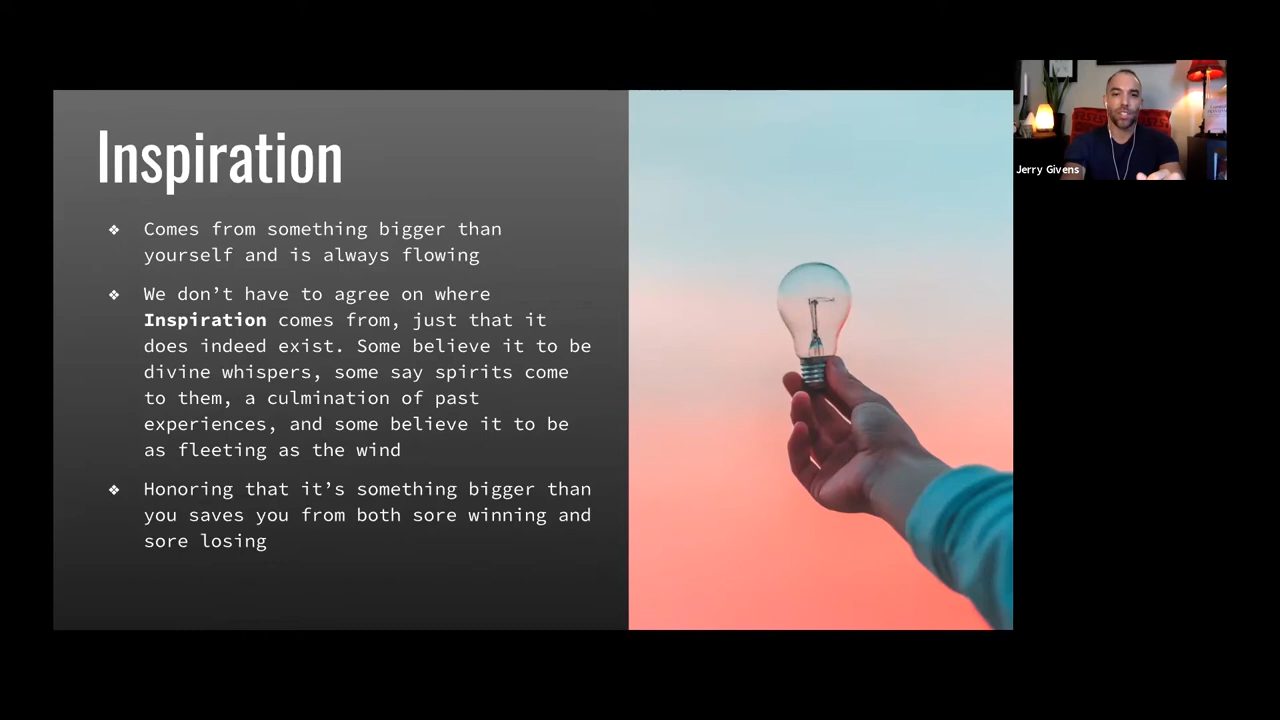 Inspiration
❖ Comes from something bigger than
yourself and is always flowing
❖ We don’t have to agree on where
Inspiration comes from, just that it
does indeed exist. Some believe it to be
divine whispers, some say spirits come
to them, a culmination of past
experiences, and some believe it to be
as fleeting as the wind
❖ Honoring that it’s something bigger than
you saves you from both sore winning and
sore losing
Jerry Givens